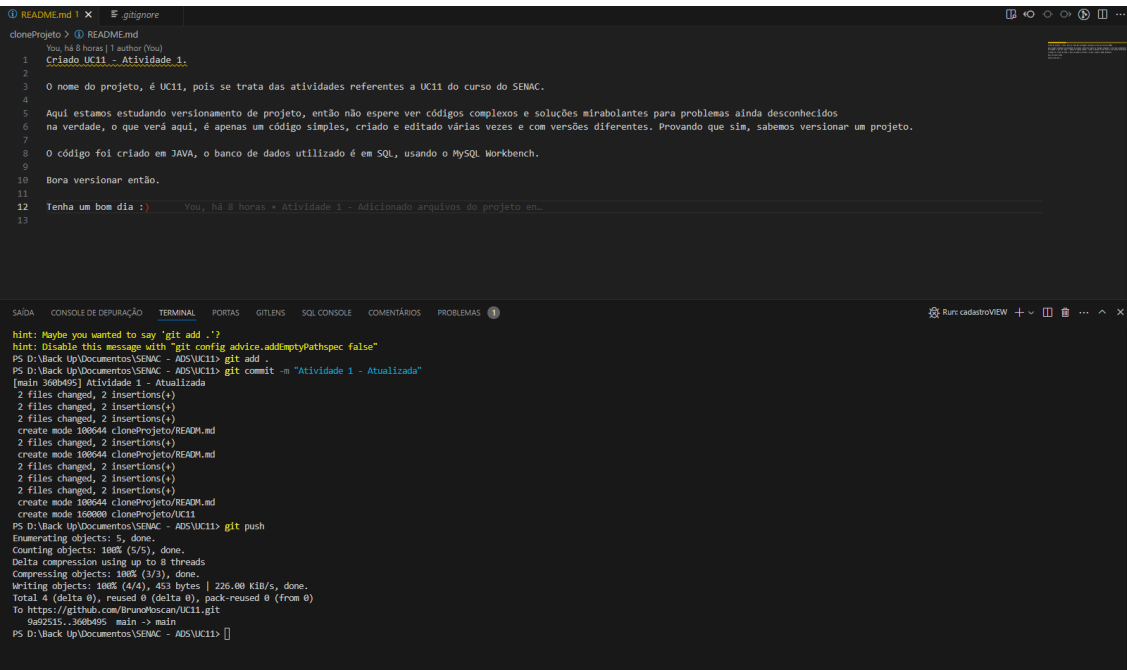 README.md 1 .gitignore
cloneProjeto > README.md
You, há 8 horas | 1 author (You)
1 Criado UC11 - Atividade 1.
2
3 O nome do projeto, é UC11, pois se trata das atividades referentes a UC11 do curso do SENAC.
4
5 Aqui estamos estudando versionamento de projeto, então não espere ver códigos complexos e soluções mirabolantes para problemas ainda desconhecidos
6 na verdade, o que verá aqui, é apenas um código simples, criado e editado várias vezes e com versões diferentes. Provando que sim, sabemos versionar um projeto.
7
8 O código foi criado em JAVA, o banco de dados utilizado é em SQL, usando o MySQL Workbench.
9
10 Bora versionar então.
11
12 Tenha um bom dia :) You, há 8 horas • Atividade 1 - Adicionado arquivos do projeto en…
13
SAÍDA CONSOLE DE DEPURAÇÃO TERMINAL PORTAS GITLENS SQL CONSOLE COMENTÁRIOS PROBLEMAS 1 Run: cadastroVIEW
hint: Maybe you wanted to say 'git add .'?
hint: Disable this message with "git config advice.addEmptyPathspec false"
PS D:\Back Up\Documentos\SENAC - ADS\UC11> git add .
PS D:\Back Up\Documentos\SENAC - ADS\UC11> git commit -m "Atividade 1 - Atualizada"
[main 360b495] Atividade 1 - Atualizada
2 files changed, 2 insertions(+)
2 files changed, 2 insertions(+)
2 files changed, 2 insertions(+)
create mode 100644 cloneProjeto/READM.md
2 files changed, 2 insertions(+)
create mode 100644 cloneProjeto/READM.md
2 files changed, 2 insertions(+)
2 files changed, 2 insertions(+)
2 files changed, 2 insertions(+)
create mode 100644 cloneProjeto/READM.md
create mode 160000 cloneProjeto/UC11
PS D:\Back Up\Documentos\SENAC - ADS\UC11> git push
Enumerating objects: 5, done.
Counting objects: 100% (5/5), done.
Delta compression using up to 8 threads
Compressing objects: 100% (3/3), done.
Writing objects: 100% (4/4), 453 bytes | 226.00 KiB/s, done.
Total 4 (delta 0), reused 0 (delta 0), pack-reused 0 (from 0)
To https://github.com/BrunoMoscan/UC11.git
9a92515..360b495 main -> main
PS D:\Back Up\Documentos\SENAC - ADS\UC11>